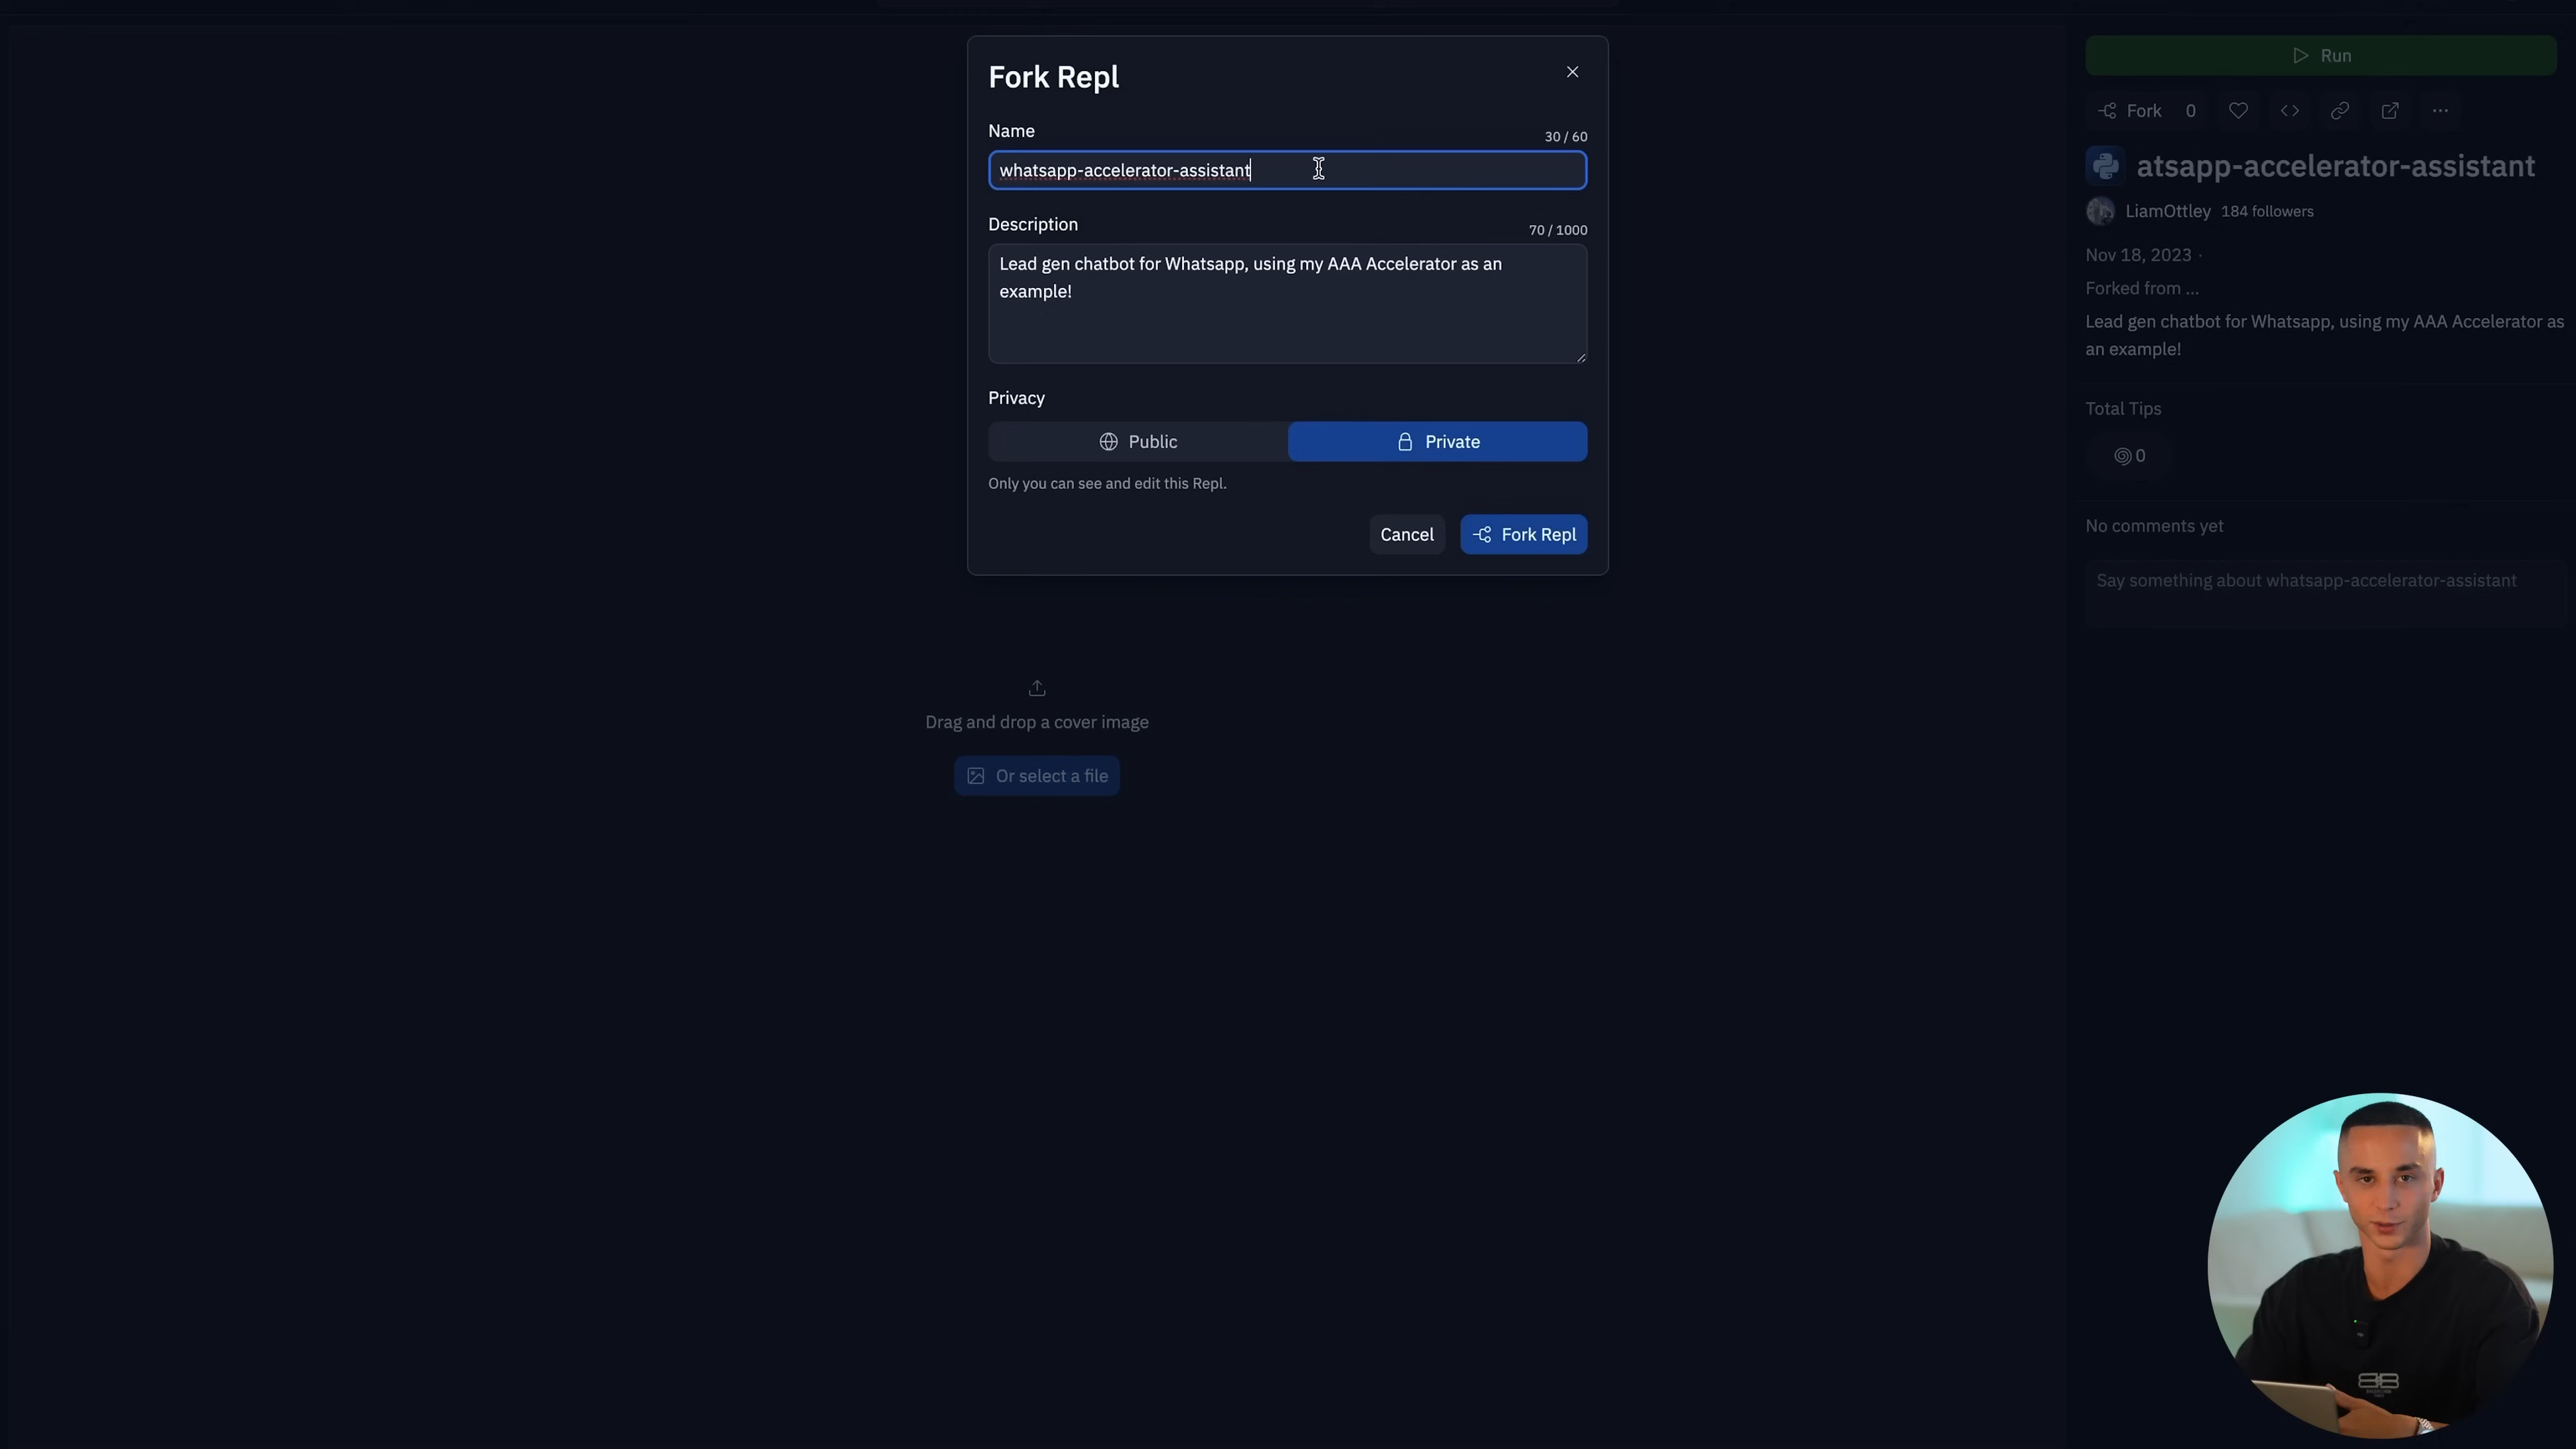 Fork Repl
Name
30 / 60
whatsapp-accelerator-assistant
Description
70 / 1000
Lead gen chatbot for Whatsapp, using my AAA Accelerator as an
example!
Privacy
Public
Private
Only you can see and edit this Repl.
Cancel
Fork Repl
Drag and drop a cover image
Or select a file
Run
Fork 0
atsapp-accelerator-assistant
LiamOttley 184 followers
Nov 18, 2023 ·
Forked from ...
Lead gen chatbot for Whatsapp, using my AAA Accelerator as
an example!
Total Tips
0
No comments yet
Say something about whatsapp-accelerator-assistant